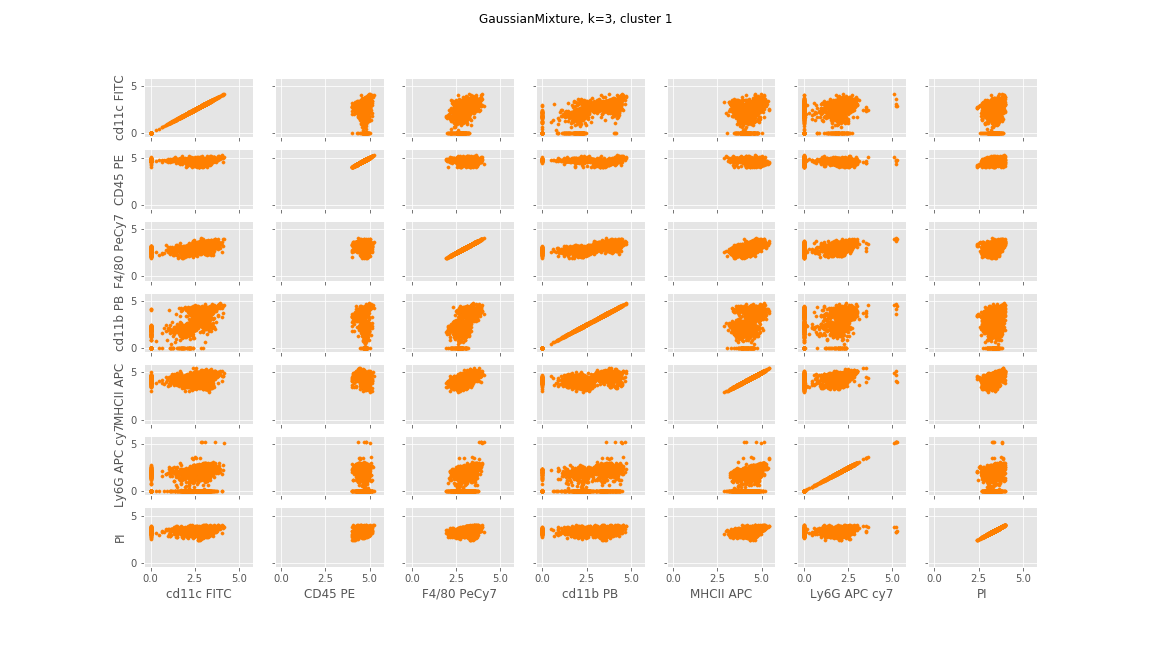 GaussianMixture, k=3, cluster 1
cd11c FITC
5
0
CD45 PE
5
0
F4/80 PeCy7
5
0
cd11b PB
5
0
MHCII APC
5
0
Ly6G APC cy7
5
0
PI
5
0
0.0 2.5 5.0 0.0 2.5 5.0 0.0 2.5 5.0 0.0 2.5 5.0 0.0 2.5 5.0 0.0 2.5 5.0 0.0 2.5 5.0
cd11c FITC CD45 PE F4/80 PeCy7 cd11b PB MHCII APC Ly6G APC cy7 PI